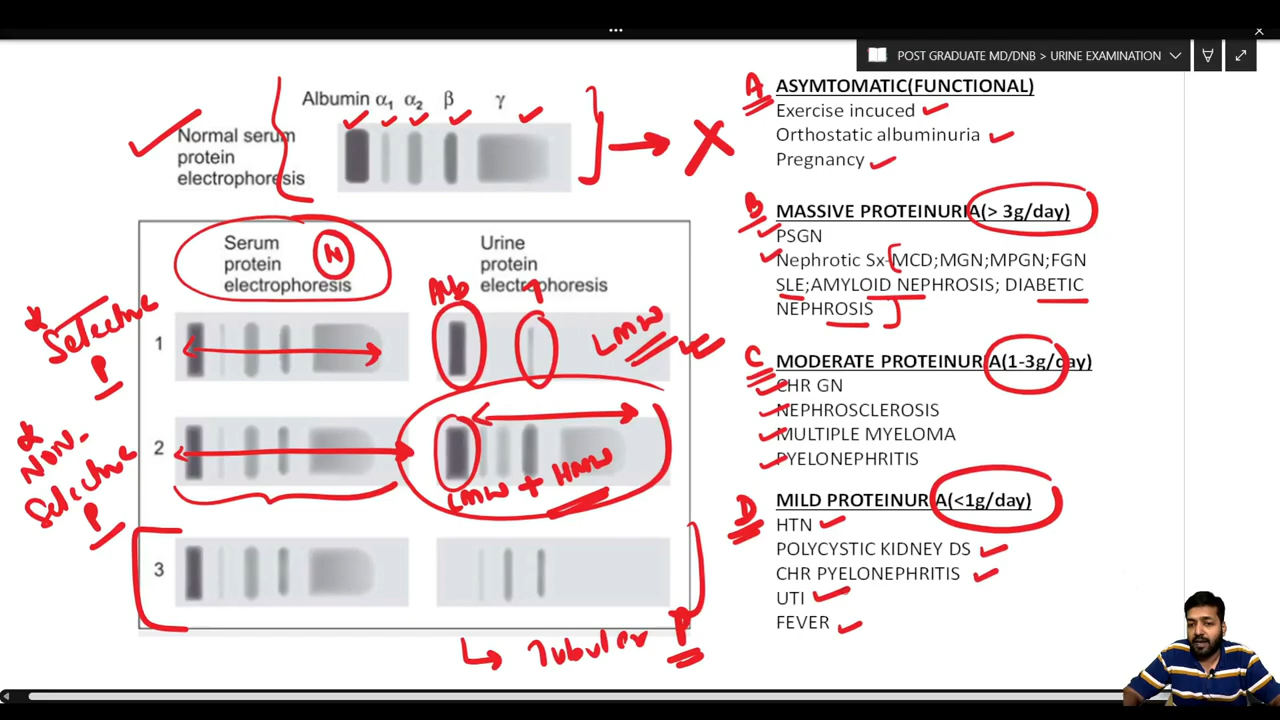 POST GRADUATE MD/DNB > URINE EXAMINATION
Albumin α1 α2 β γ
Normal serum
protein
electrophoresis
X
Serum
protein
electrophoresis
N
Urine
protein
electrophoresis
Selective
P
1
Alb
LMW
Non-
Selective
P
2
LMW + HMW
3
Tubular P
A
ASYMTOMATIC(FUNCTIONAL)
Exercise incuced
Orthostatic albuminuria
Pregnancy
B
MASSIVE PROTEINURIA(> 3g/day)
PSGN
Nephrotic Sx-MCD;MGN;MPGN;FGN
SLE;AMYLOID NEPHROSIS; DIABETIC
NEPHROSIS
C
MODERATE PROTEINURIA(1-3g/day)
CHR GN
NEPHROSCLEROSIS
MULTIPLE MYELOMA
PYELONEPHRITIS
D
MILD PROTEINURIA(<1g/day)
HTN
POLYCYSTIC KIDNEY DS
CHR PYELONEPHRITIS
UTI
FEVER